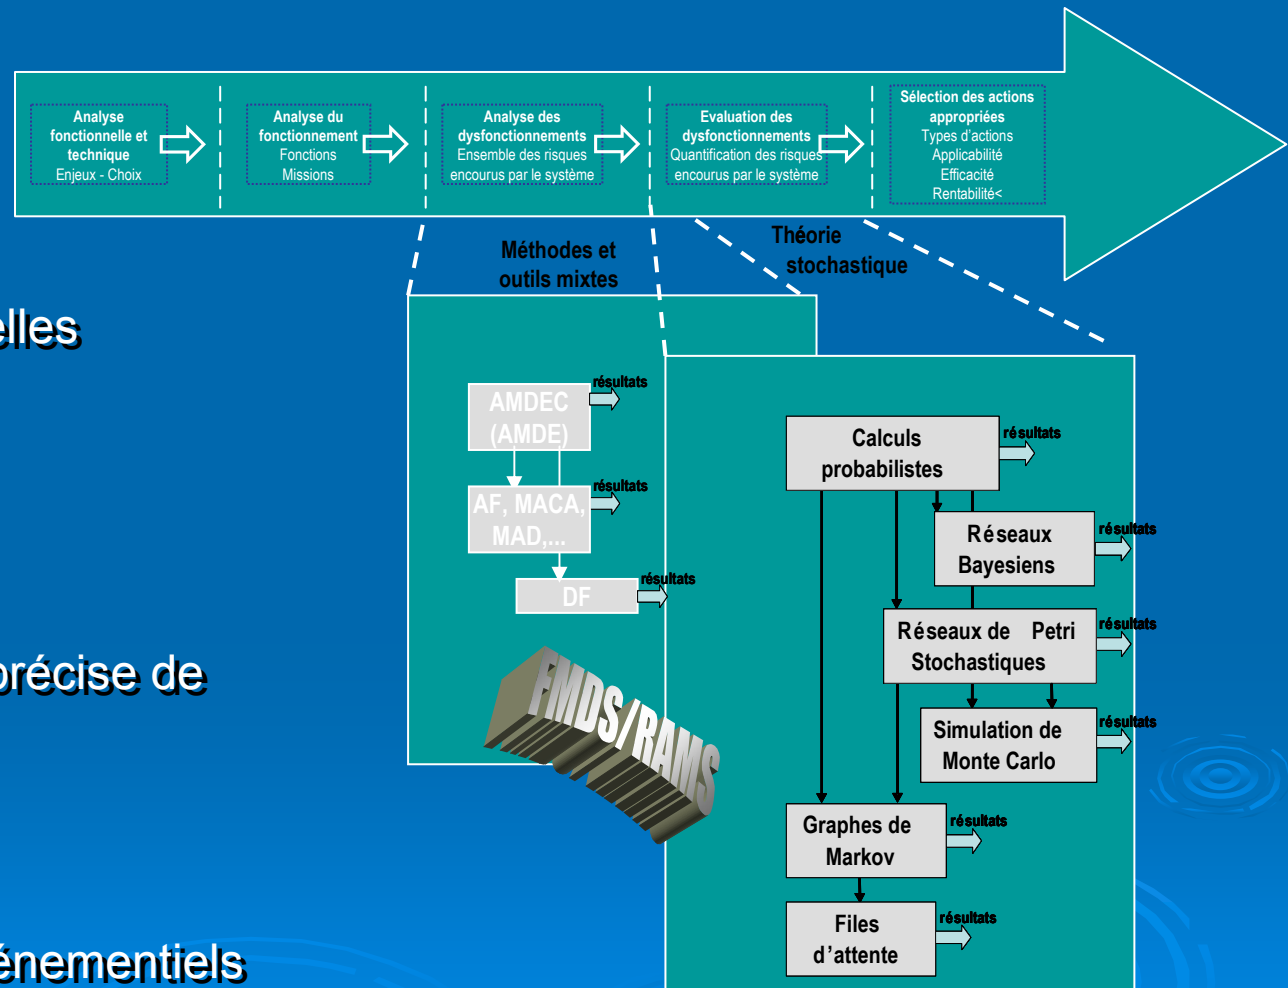 Analyse
fonctionnelle et
technique
Enjeux - Choix
Analyse du
fonctionnement
Fonctions
Missions
Analyse des
dysfonctionnements
Ensemble des risques
encourus par le système
Evaluation des
dysfonctionnements
Quantification des risques
encourus par le système
Sélection des actions
appropriées
Types d'actions
Applicabilité
Efficacité
Rentabilité<
Méthodes et
outils mixtes
Théorie
stochastique
elles
précise de
énementiels
AMDEC
(AMDE)
résultats
AF, MACA,
MAD,...
résultats
DF
résultats
FMDS/RAMS
Calculs
probabilistes
résultats
Réseaux
Bayesiens
résultats
Réseaux de Petri
Stochastiques
résultats
Simulation de
Monte Carlo
résultats
Graphes de
Markov
résultats
Files
d'attente
résultats